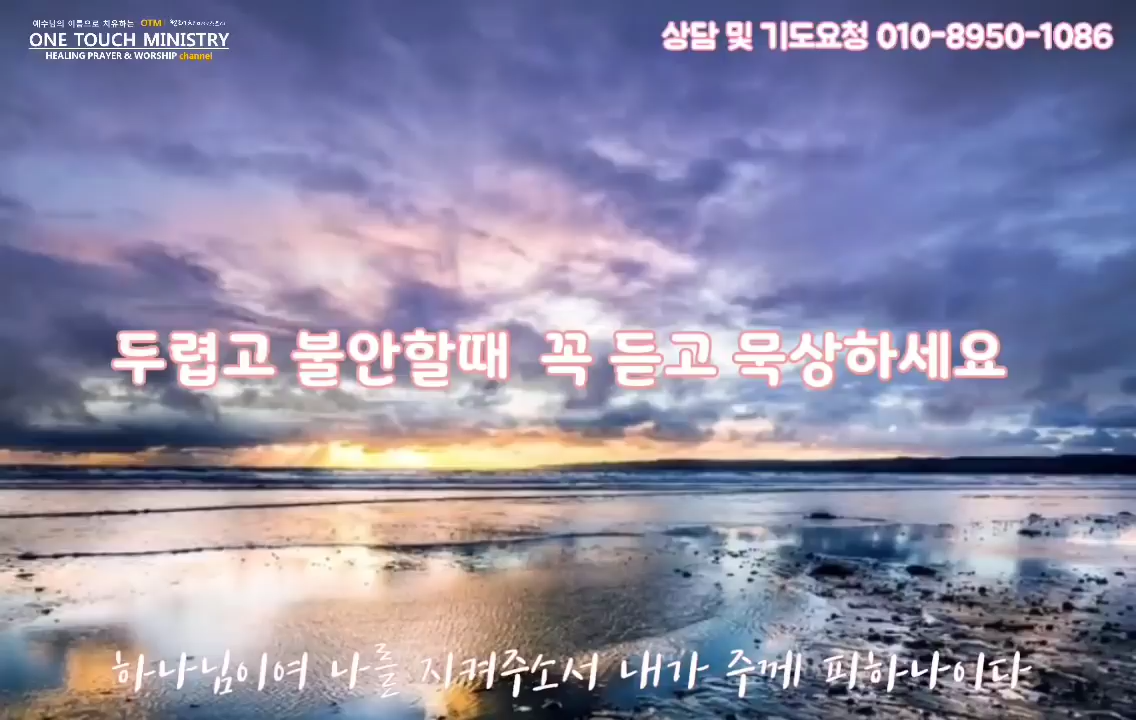 예수님의 이름으로 치유하는 OTM
ONE TOUCH MINISTRY
HEALING PRAYER & WORSHIP channel
상담 및 기도요청 010-8950-1086
두렵고 불안할때 꼭 듣고 묵상하세요
하나님이여 나를 지켜주소서 내가 주께 피하나이다